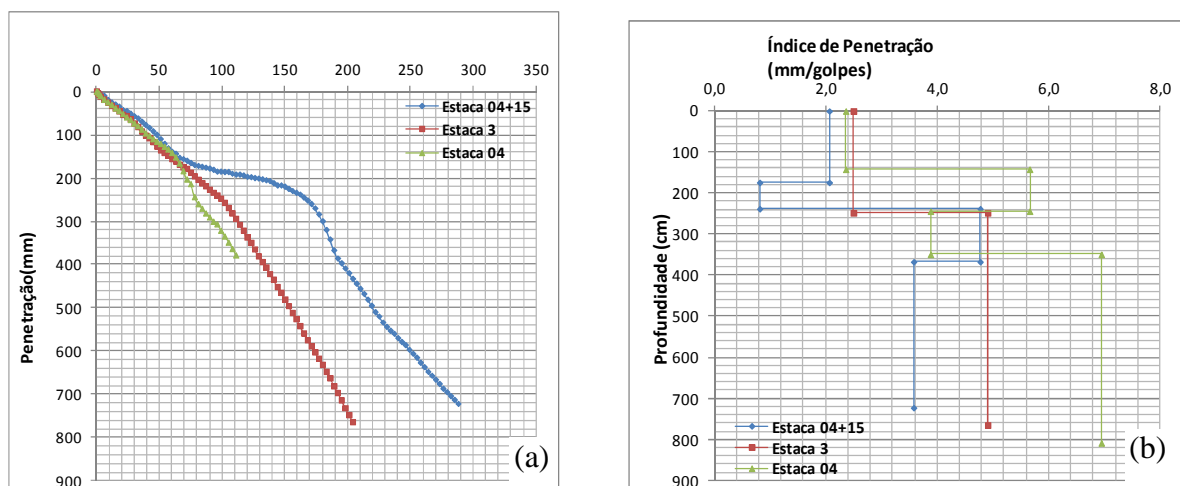 0 50 100 150 200 250 300 350
0
100
200
300
400
500
600
700
800
900
Penetração(mm)
Estaca 04+15
Estaca 3
Estaca 04
(a)
Índice de Penetração
(mm/golpes)
0,0 2,0 4,0 6,0 8,0
0
100
200
300
400
500
600
700
800
900
Profundidade (cm)
Estaca 04+15
Estaca 3
Estaca 04
(b)